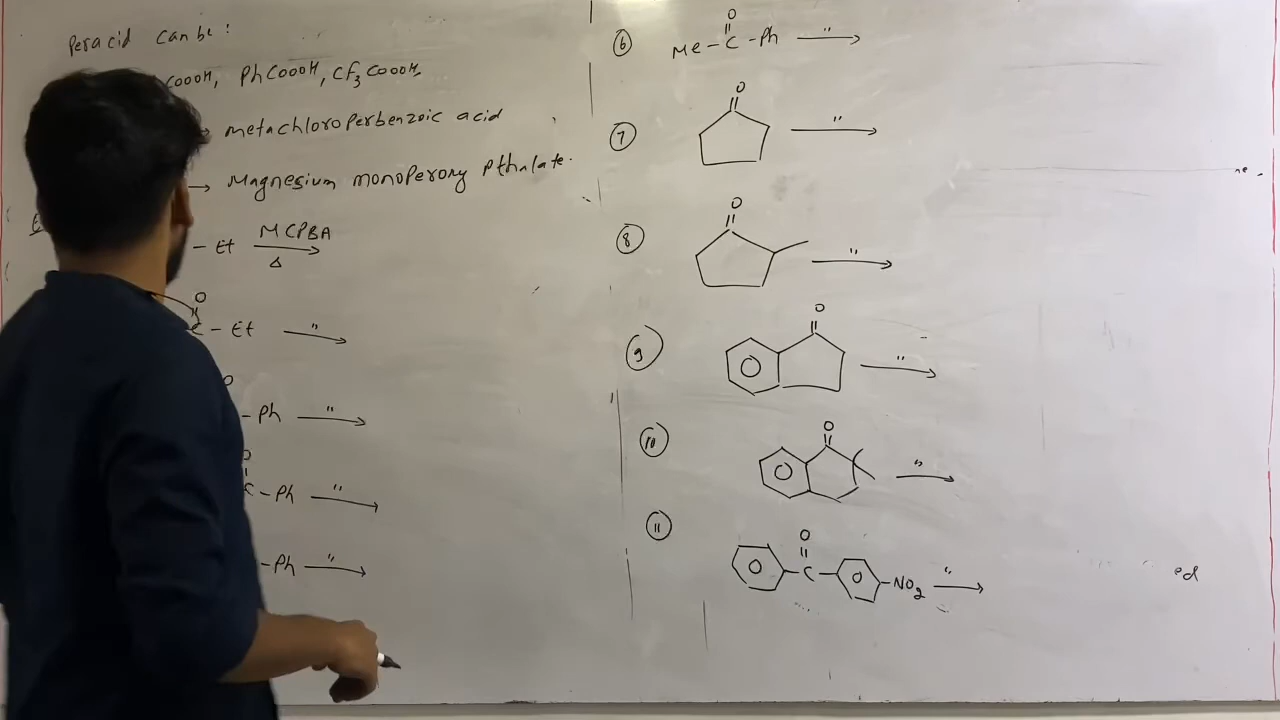 Peracid can be :
COOOH, PhCOOOH, CF3COOOH,
→ metachloroperbenzoic acid
→ Magnesium monoperoxy pthalate.
- Et MCPBA
Δ
O
C - Et "
- Ph "
C - Ph "
- Ph "
⑥ Me - C - Ph "
O
⑦ O "
⑧ O "
⑨ O "
⑩ O "
⑪ O
C NO2 "
ed